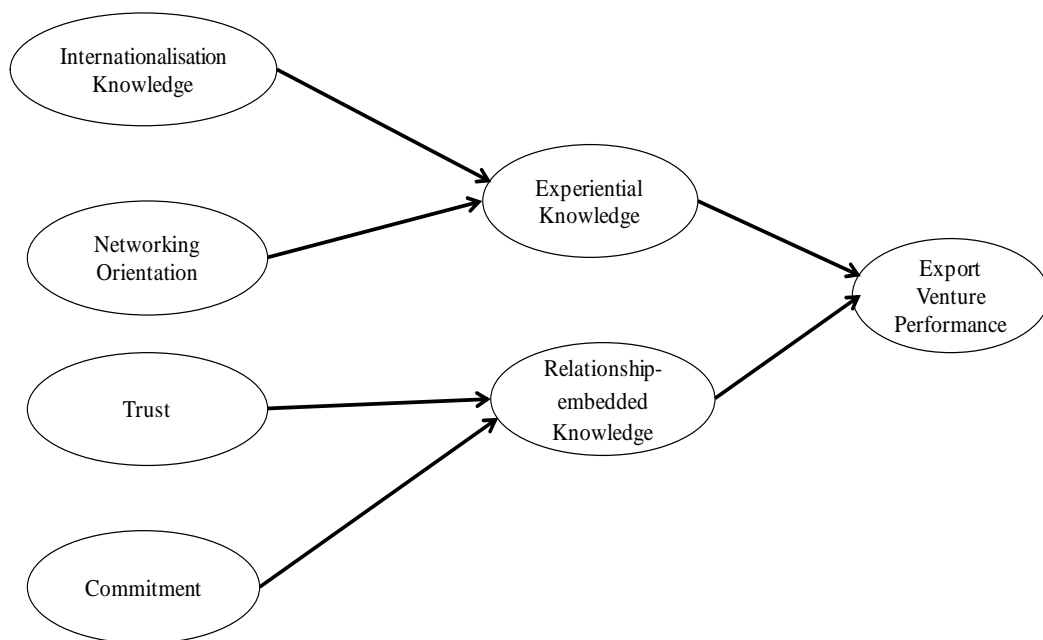 Internationalisation
Knowledge
Networking
Orientation
Trust
Commitment
Experiential
Knowledge
Relationship-
embedded
Knowledge
Export
Venture
Performance